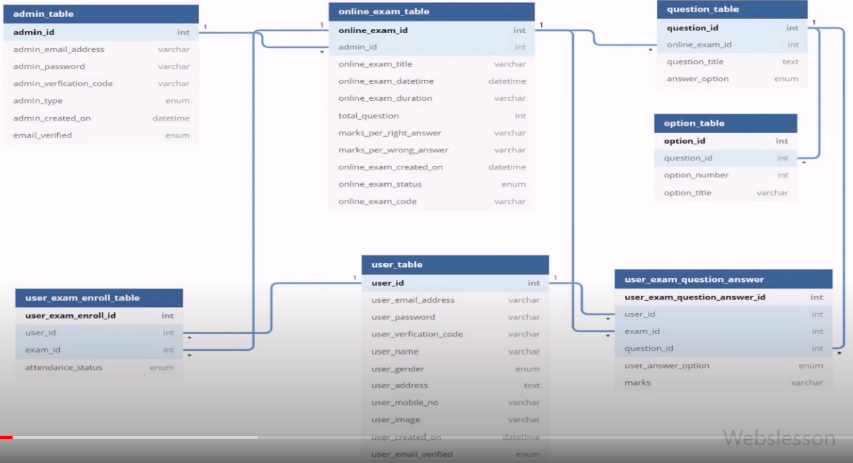 admin_table
admin_id int
admin_email_address varchar
admin_password varchar
admin_verfication_code varchar
admin_type enum
admin_created_on datetime
email_verified enum
1
online_exam_table
1 online_exam_id int 1
* admin_id int
online_exam_title varchar
online_exam_datetime datetime
online_exam_duration varchar
total_question int
marks_per_right_answer varchar
marks_per_wrong_answer varchar
online_exam_created_on datetime
online_exam_status enum
online_exam_code varchar
question_table
question_id int 1
* online_exam_id int
question_title text
answer_option enum
option_table
option_id int
question_id int *
option_number int
option_title varchar
user_exam_enroll_table
user_exam_enroll_id int
user_id int *
exam_id int *
attendance_status enum
user_table
1 user_id int 1
user_email_address varchar
user_password varchar
user_verfication_code varchar
user_name varchar
user_gender enum
user_address text
user_mobile_no varchar
user_image varchar
user_created_on datetime
user_email_verified enum
user_exam_question_answer
user_exam_question_answer_id int
* user_id int
* exam_id int
question_id int *
user_answer_option enum
marks varchar
Webslesson